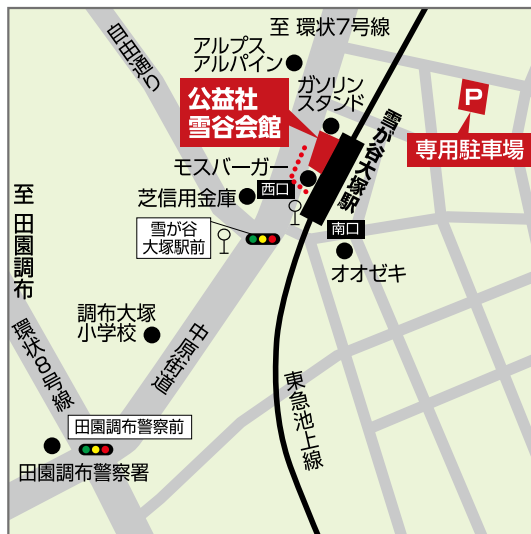 至 環状7号線
自由通り
アルプス
アルパイン
ガソリン
スタンド
公益社
雪谷会館
P
専用駐車場
雪が谷大塚駅
モスバーガー
西口
芝信用金庫
南口
雪が谷
大塚駅前
オオゼキ
至 田園調布
調布大塚
小学校
中原街道
環状8号線
東急池上線
田園調布警察前
田園調布警察署